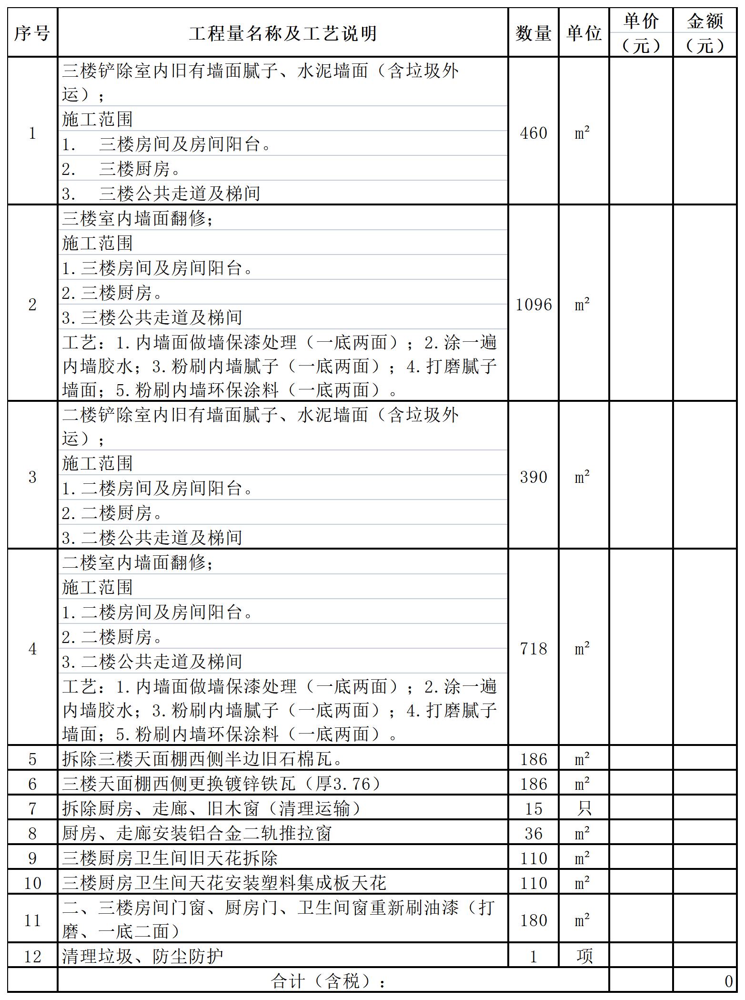 序号 工程量名称及工艺说明 数量 单位 单价 金额
（元） （元）
1 三楼铲除室内旧有墙面腻子、水泥墙面（含垃圾外
运）；
施工范围
1. 三楼房间及房间阳台。
2. 三楼厨房。
3. 三楼公共走道及梯间
460 m²
2 三楼室内墙面翻修；
施工范围
1.三楼房间及房间阳台。
2.三楼厨房。
3.三楼公共走道及梯间
工艺：1.内墙面做墙保漆处理（一底两面）；2.涂一遍
内墙胶水；3.粉刷内墙腻子（一底两面）；4.打磨腻子
墙面；5.粉刷内墙环保涂料（一底两面）。
1096 m²
3 二楼铲除室内旧有墙面腻子、水泥墙面（含垃圾外
运）；
施工范围
1.二楼房间及房间阳台。
2.二楼厨房。
3.二楼公共走道及梯间
390 m²
4 二楼室内墙面翻修；
施工范围
1.二楼房间及房间阳台。
2.二楼厨房。
3.二楼公共走道及梯间
工艺：1.内墙面做墙保漆处理（一底两面）；2.涂一遍
内墙胶水；3.粉刷内墙腻子（一底两面）；4.打磨腻子
墙面；5.粉刷内墙环保涂料（一底两面）。
718 m²
5 拆除三楼天面棚西侧半边旧石棉瓦。 186 m²
6 三楼天面棚西侧更换镀锌铁瓦（厚3.76） 186 m²
7 拆除厨房、走廊、旧木窗（清理运输） 15 只
8 厨房、走廊安装铝合金二轨推拉窗 36 m²
9 三楼厨房卫生间旧天花拆除 110 m²
10 三楼厨房卫生间天花安装塑料集成板天花 110 m²
11 二、三楼房间门窗、厨房门、卫生间窗重新刷油漆（打
磨、一底二面）
180 m²
12 清理垃圾、防尘防护 1 项
合计（含税）： 0